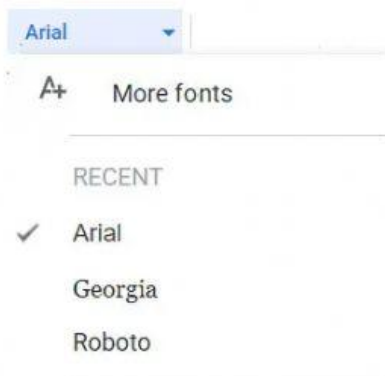 Arial
A+ More fonts
RECENT
Arial
Georgia
Roboto